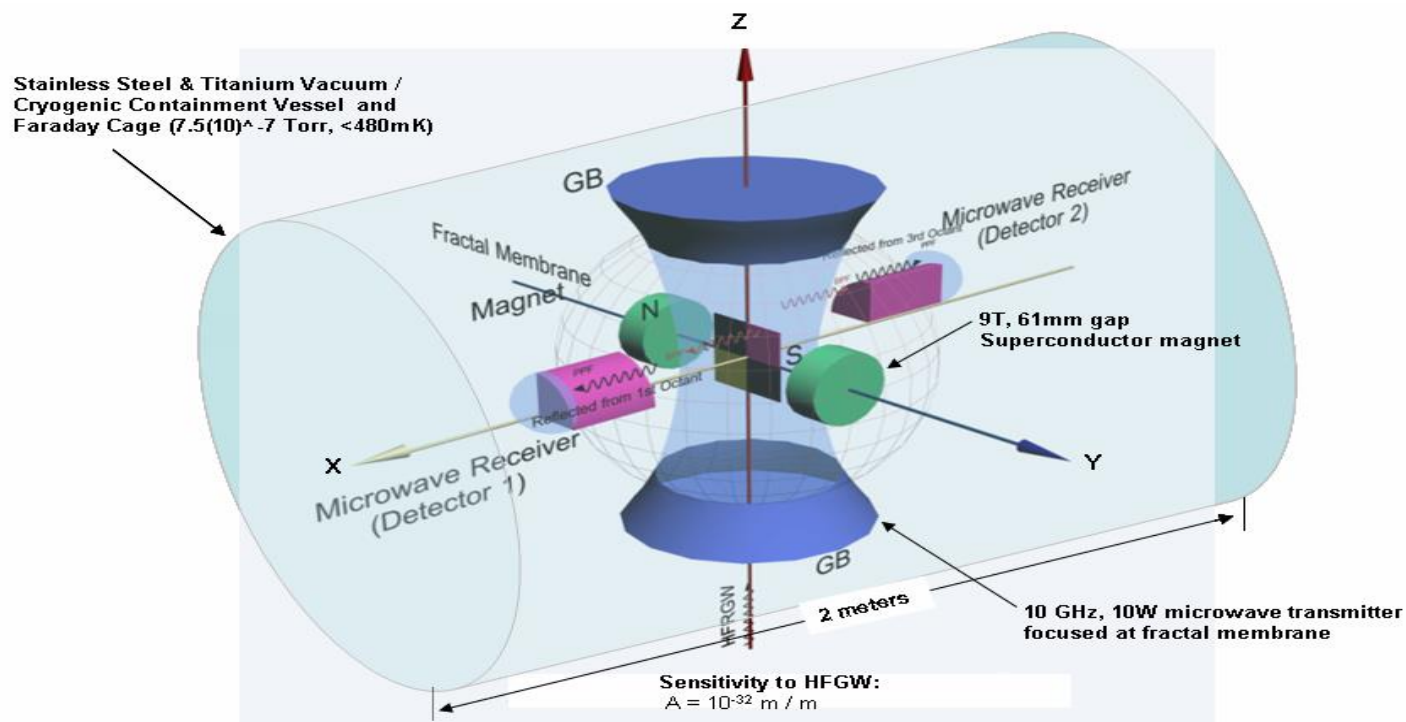 Z
Stainless Steel & Titanium Vacuum /
Cryogenic Containment Vessel and
Faraday Cage (7.5(10)^ -7 Torr, <480mK)
GB
Microwave Receiver
(Detector 2)
Reflected from 3rd Octant
PPF
PPF
Fractal Membrane
Magnet
N
S
9T, 61mm gap
Superconductor magnet
PPF
Reflected from 1st Octant
X
Y
Microwave Receiver
(Detector 1)
GB
2 meters
10 GHz, 10W microwave transmitter
focused at fractal membrane
HFRGW
Sensitivity to HFGW:
A = 10⁻³² m / m